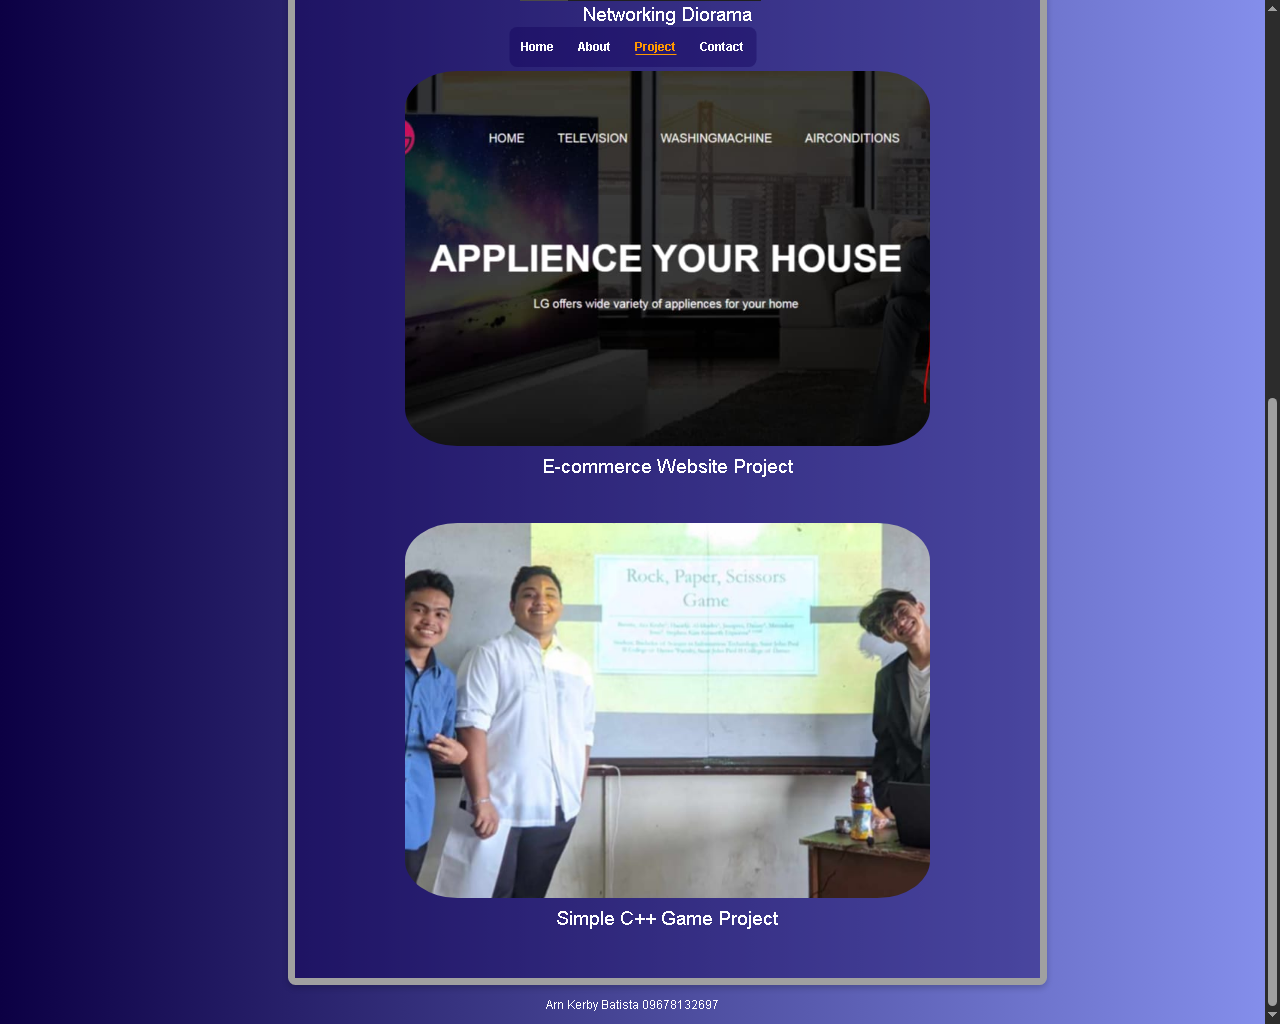 Networking Diorama
Home About Project Contact
HOME TELEVISION WASHINGMACHINE AIRCONDITIONS
APPLIENCE YOUR HOUSE
LG offers wide variety of appliences for your home
E-commerce Website Project
Rock, Paper, Scissors
Game
Simple C++ Game Project
Arn Kerby Batista 09678132697